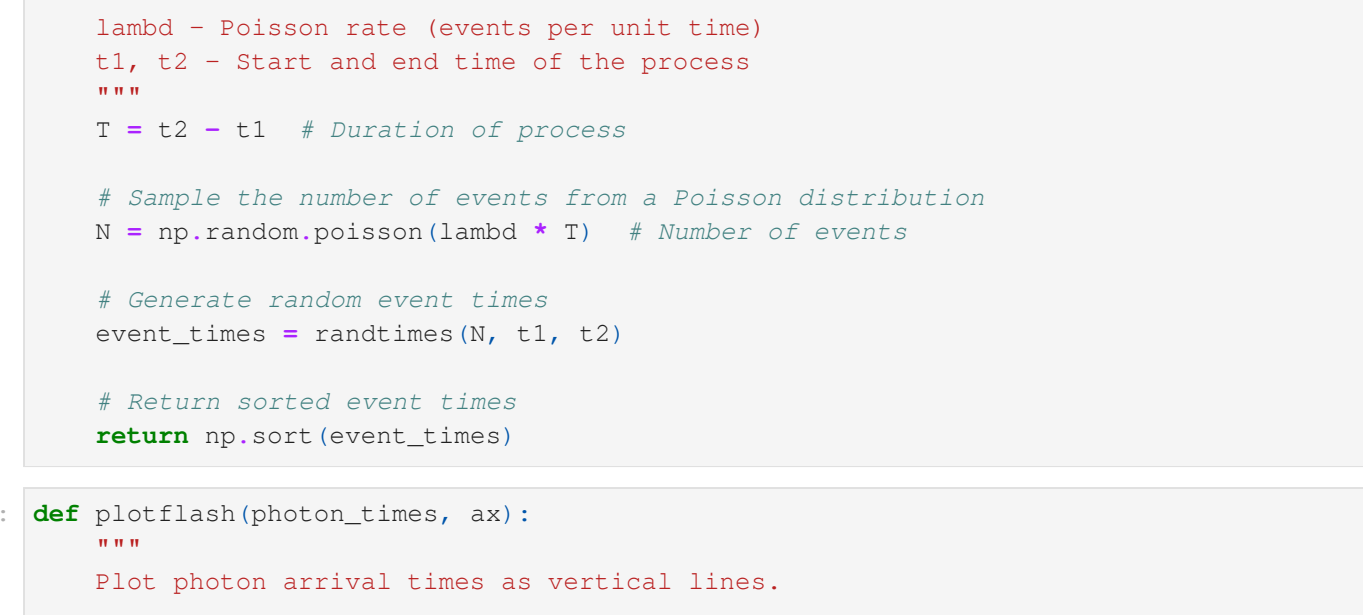 lambd – Poisson rate (events per unit time)
    t1, t2 – Start and end time of the process
    """
    T = t2 - t1  # Duration of process

    # Sample the number of events from a Poisson distribution
    N = np.random.poisson(lambd * T)  # Number of events

    # Generate random event times
    event_times = randtimes(N, t1, t2)

    # Return sorted event times
    return np.sort(event_times)

: def plotflash(photon_times, ax):
    """
    Plot photon arrival times as vertical lines.